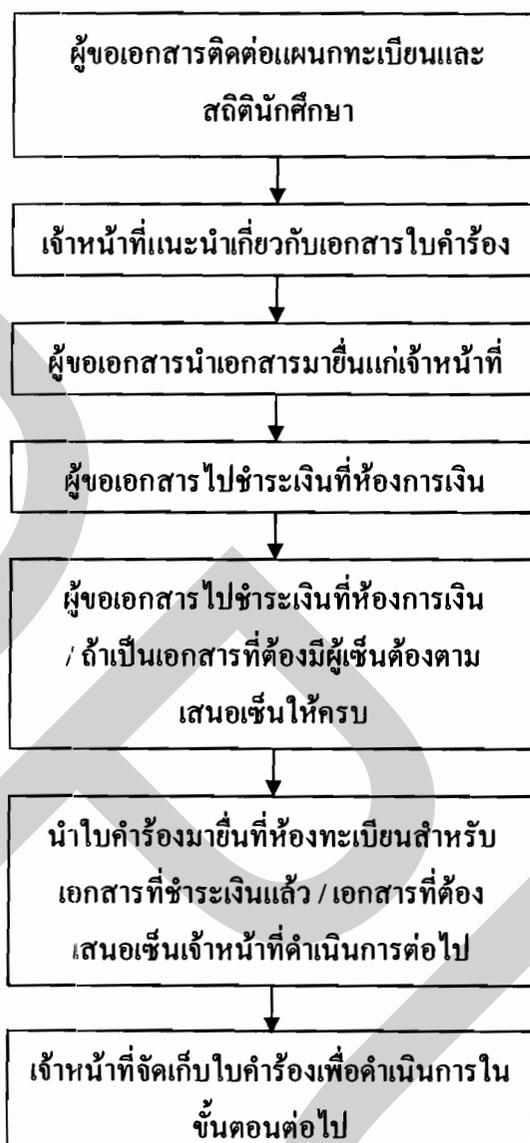 ผู้ขอเอกสารติดต่อแผนกทะเบียนและ
สถิตินักศึกษา
เจ้าหน้าที่แนะนำเกี่ยวกับเอกสารใบคำร้อง
ผู้ขอเอกสารนำเอกสารมายื่นแก่เจ้าหน้าที่
ผู้ขอเอกสารไปชำระเงินที่ห้องการเงิน
ผู้ขอเอกสารไปชำระเงินที่ห้องการเงิน
/ ถ้าเป็นเอกสารที่ต้องมีผู้เซ็นต้องตาม
เสนอเซ็นให้ครบ
นำใบคำร้องมายื่นที่ห้องทะเบียนสำหรับ
เอกสารที่ชำระเงินแล้ว / เอกสารที่ต้อง
เสนอเซ็นเจ้าหน้าที่ดำเนินการต่อไป
เจ้าหน้าที่จัดเก็บใบคำร้องเพื่อดำเนินการใน
ขั้นตอนต่อไป